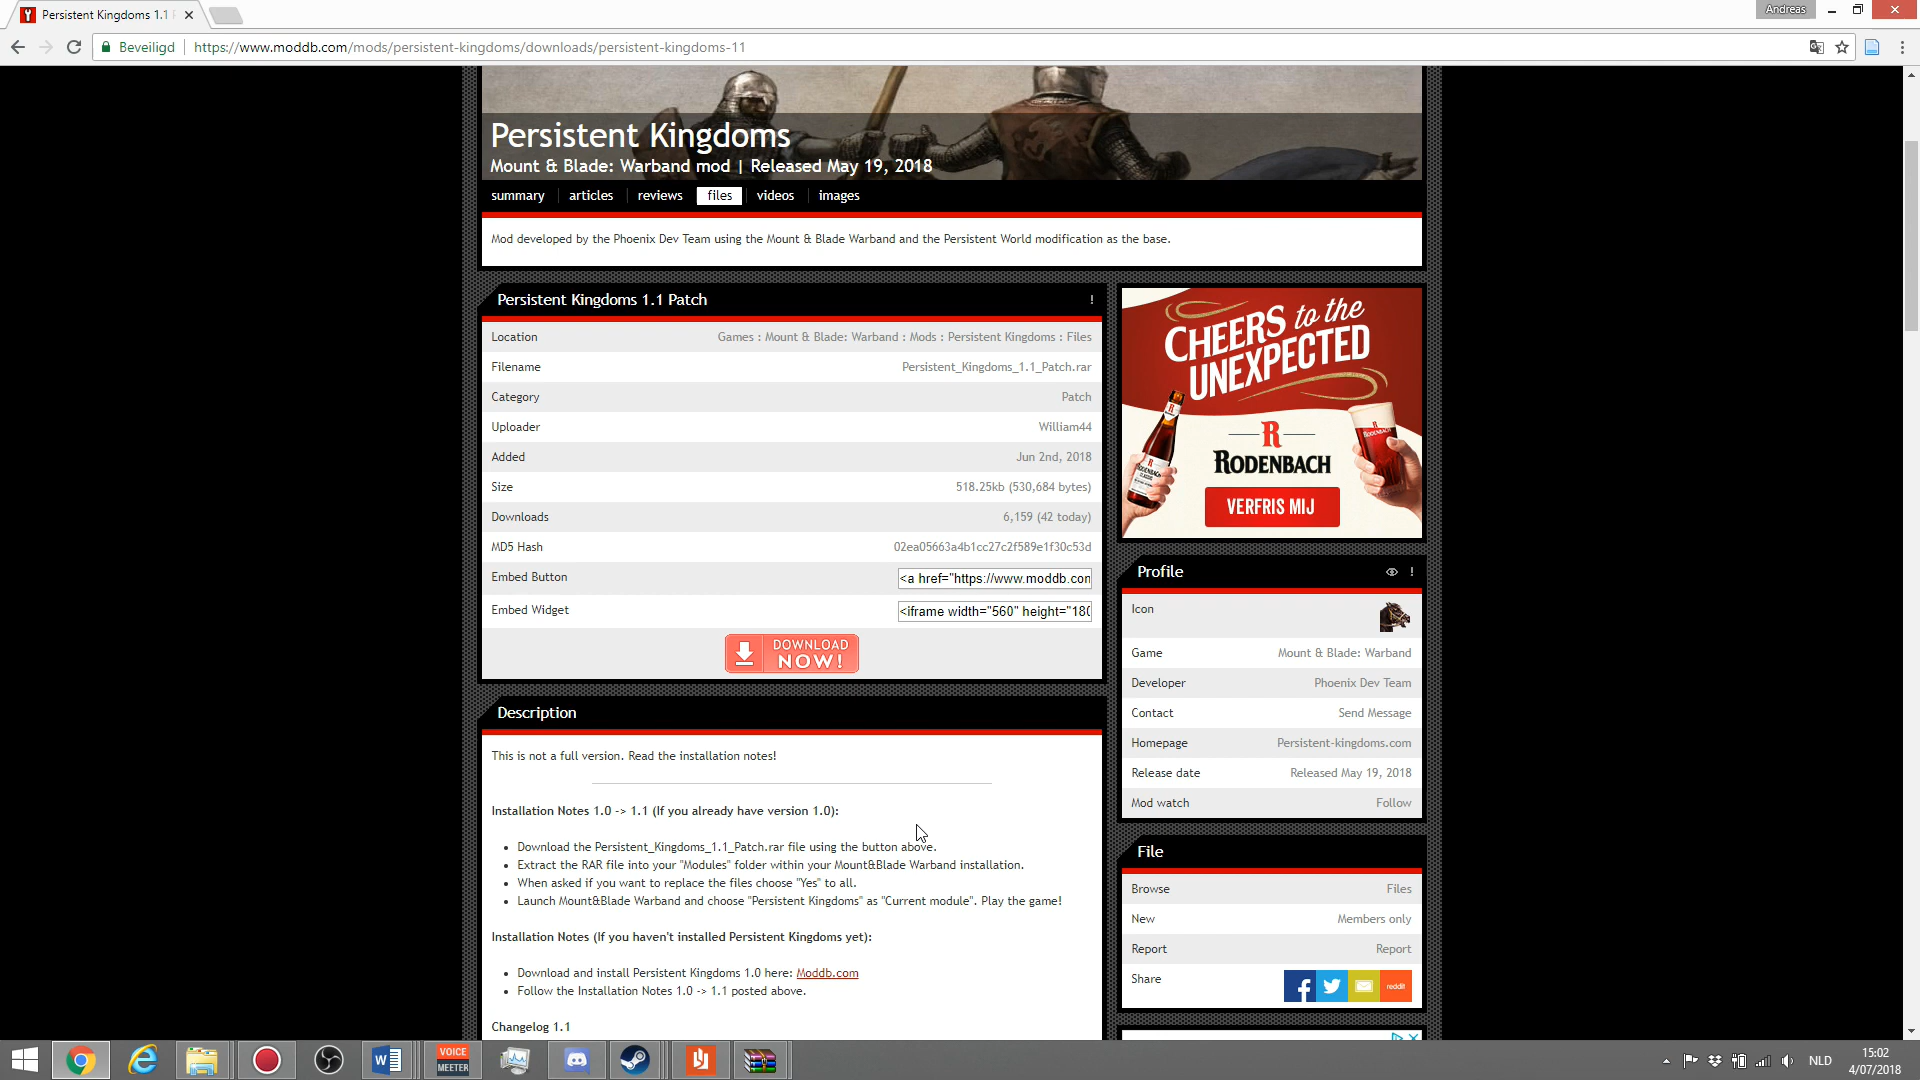 Persistent Kingdoms 1.1
Andreas
Beveiligd
https://www.moddb.com/mods/persistent-kingdoms/downloads/persistent-kingdoms-11
Persistent Kingdoms
Mount & Blade: Warband mod | Released May 19, 2018
summary articles reviews files videos images
Mod developed by the Phoenix Dev Team using the Mount & Blade Warband and the Persistent World modification as the base.
Persistent Kingdoms 1.1 Patch !
Location Games : Mount & Blade: Warband : Mods : Persistent Kingdoms : Files
Filename Persistent_Kingdoms_1.1_Patch.rar
Category Patch
Uploader William44
Added Jun 2nd, 2018
Size 518.25kb (530,684 bytes)
Downloads 6,159 (42 today)
MD5 Hash 02ea05663a4b1cc27c2f589e1f30c53d
Embed Button <a href="https://www.moddb.com
Embed Widget <iframe width="560" height="180
DOWNLOAD
NOW!
Description
This is not a full version. Read the installation notes!
Installation Notes 1.0 -> 1.1 (If you already have version 1.0):
• Download the Persistent_Kingdoms_1.1_Patch.rar file using the button above.
• Extract the RAR file into your "Modules" folder within your Mount&Blade Warband installation.
• When asked if you want to replace the files choose "Yes" to all.
• Launch Mount&Blade Warband and choose "Persistent Kingdoms" as "Current module". Play the game!
Installation Notes (If you haven't installed Persistent Kingdoms yet):
• Download and install Persistent Kingdoms 1.0 here: Moddb.com
• Follow the Installation Notes 1.0 -> 1.1 posted above.
Changelog 1.1
CHEERS to the
UNEXPECTED
R
RODENBACH
VERFRIS MIJ
R
RODENBACH
RODENBACH
Profile !
Icon
Game Mount & Blade: Warband
Developer Phoenix Dev Team
Contact Send Message
Homepage Persistent-kingdoms.com
Release date Released May 19, 2018
Mod watch Follow
File
Browse Files
New Members only
Report Report
Share reddit
VOICE
MEETER
NLD
15:02
4/07/2018